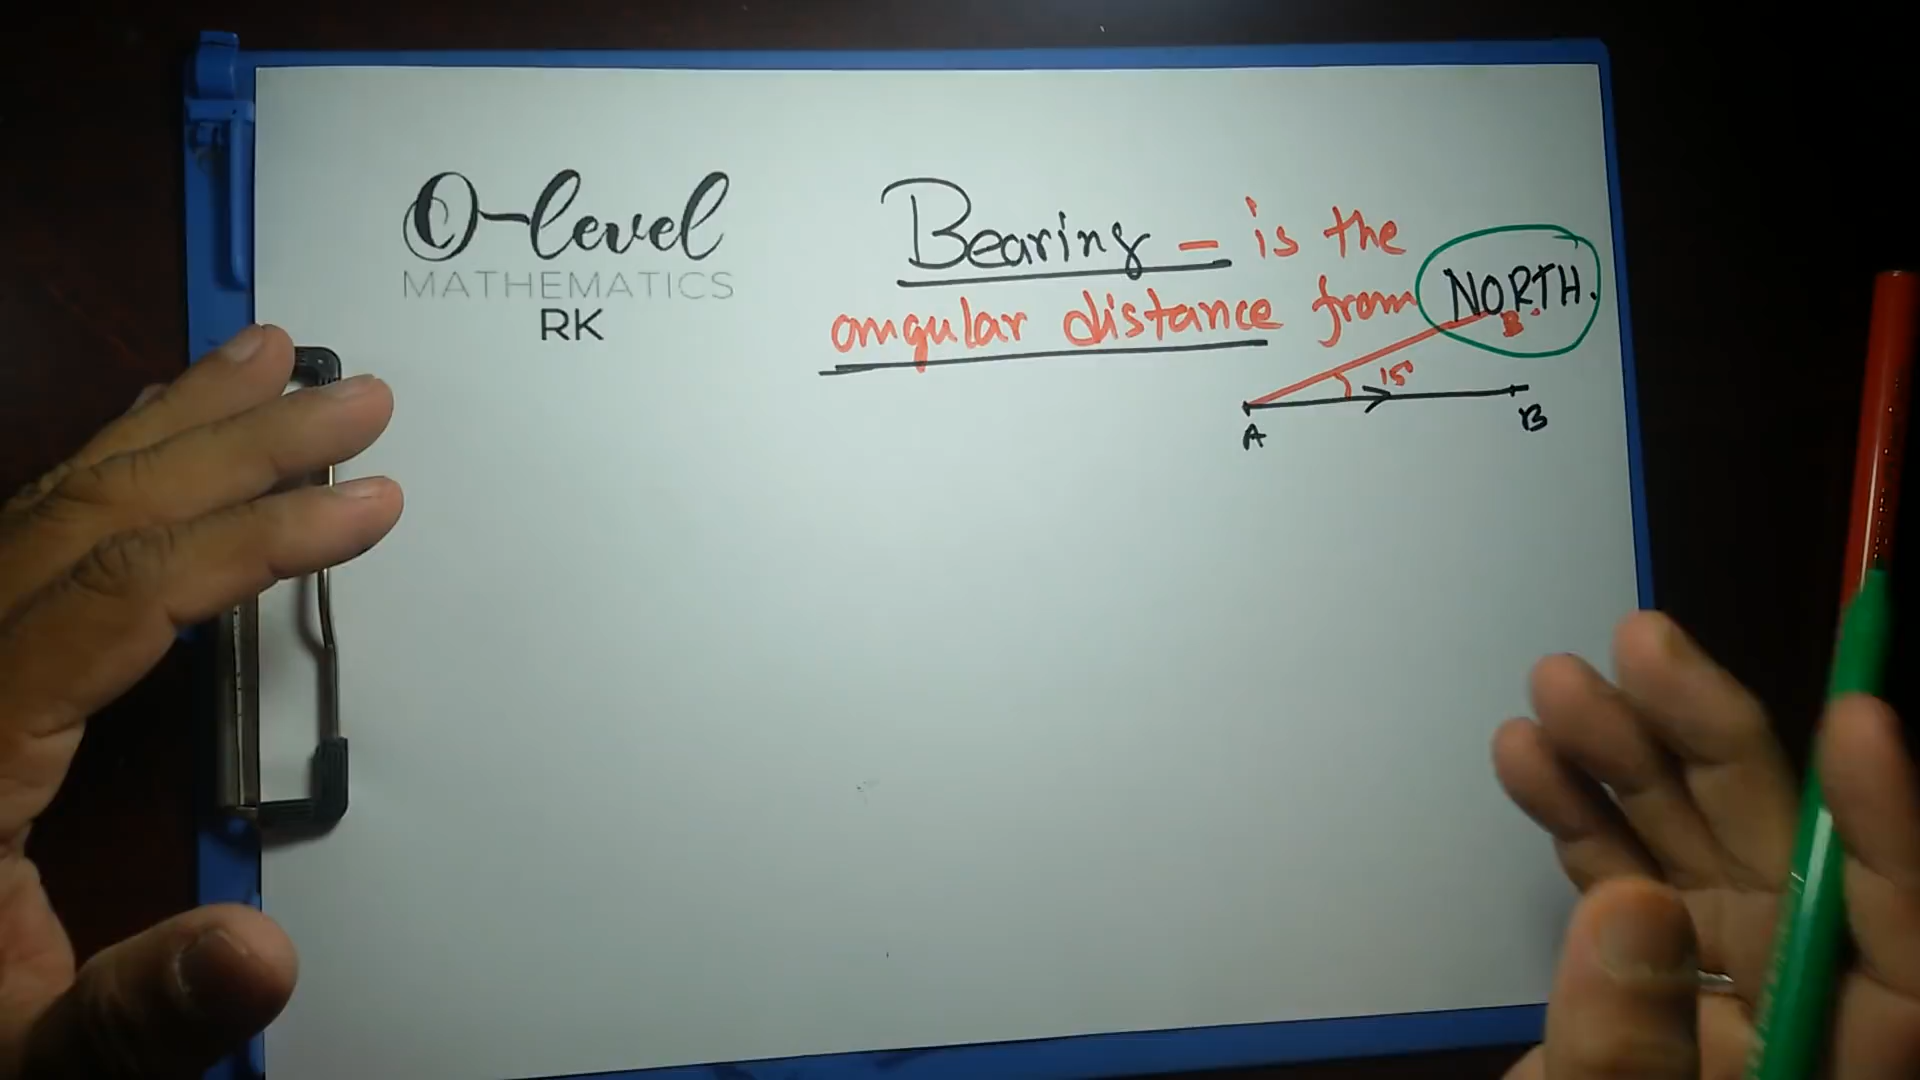 O-level
MATHEMATICS
RK
Bearing - is the
angular distance from NORTH.
B
15°
A
B